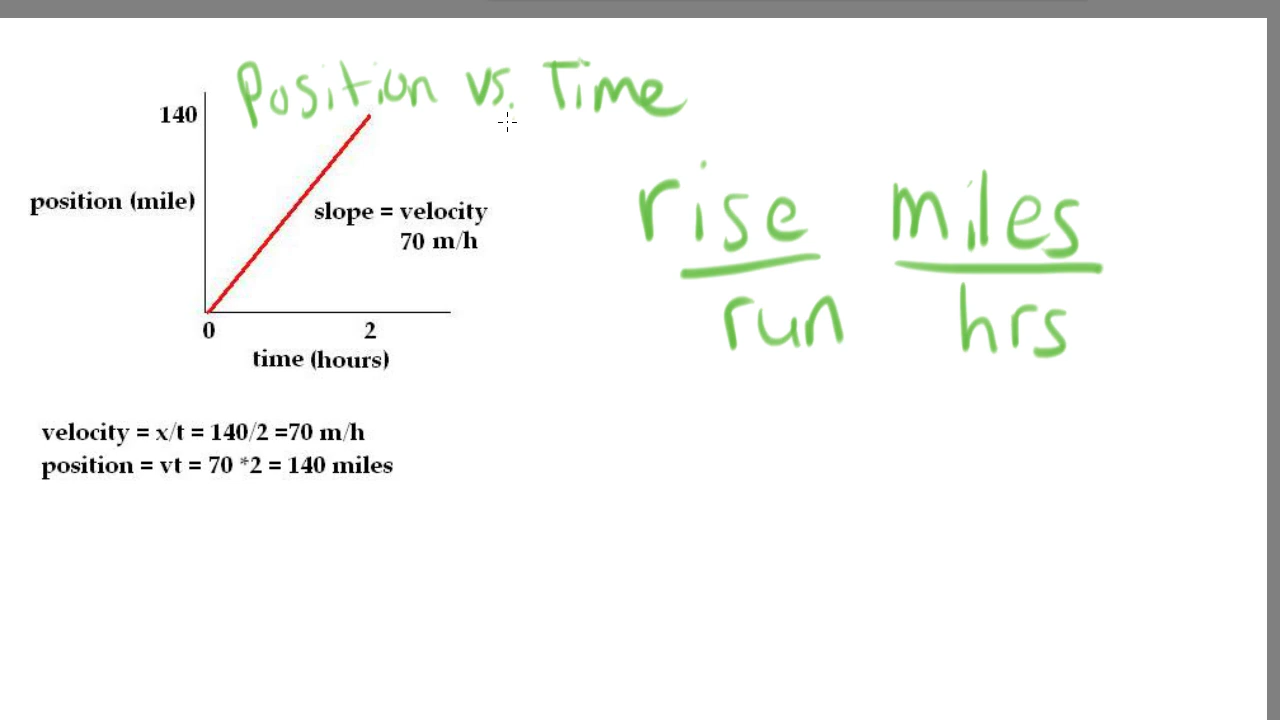 Position vs. Time
140
position (mile)
slope = velocity
70 m/h
0 2
time (hours)
rise miles
run hrs
velocity = x/t = 140/2 =70 m/h
position = vt = 70 *2 = 140 miles